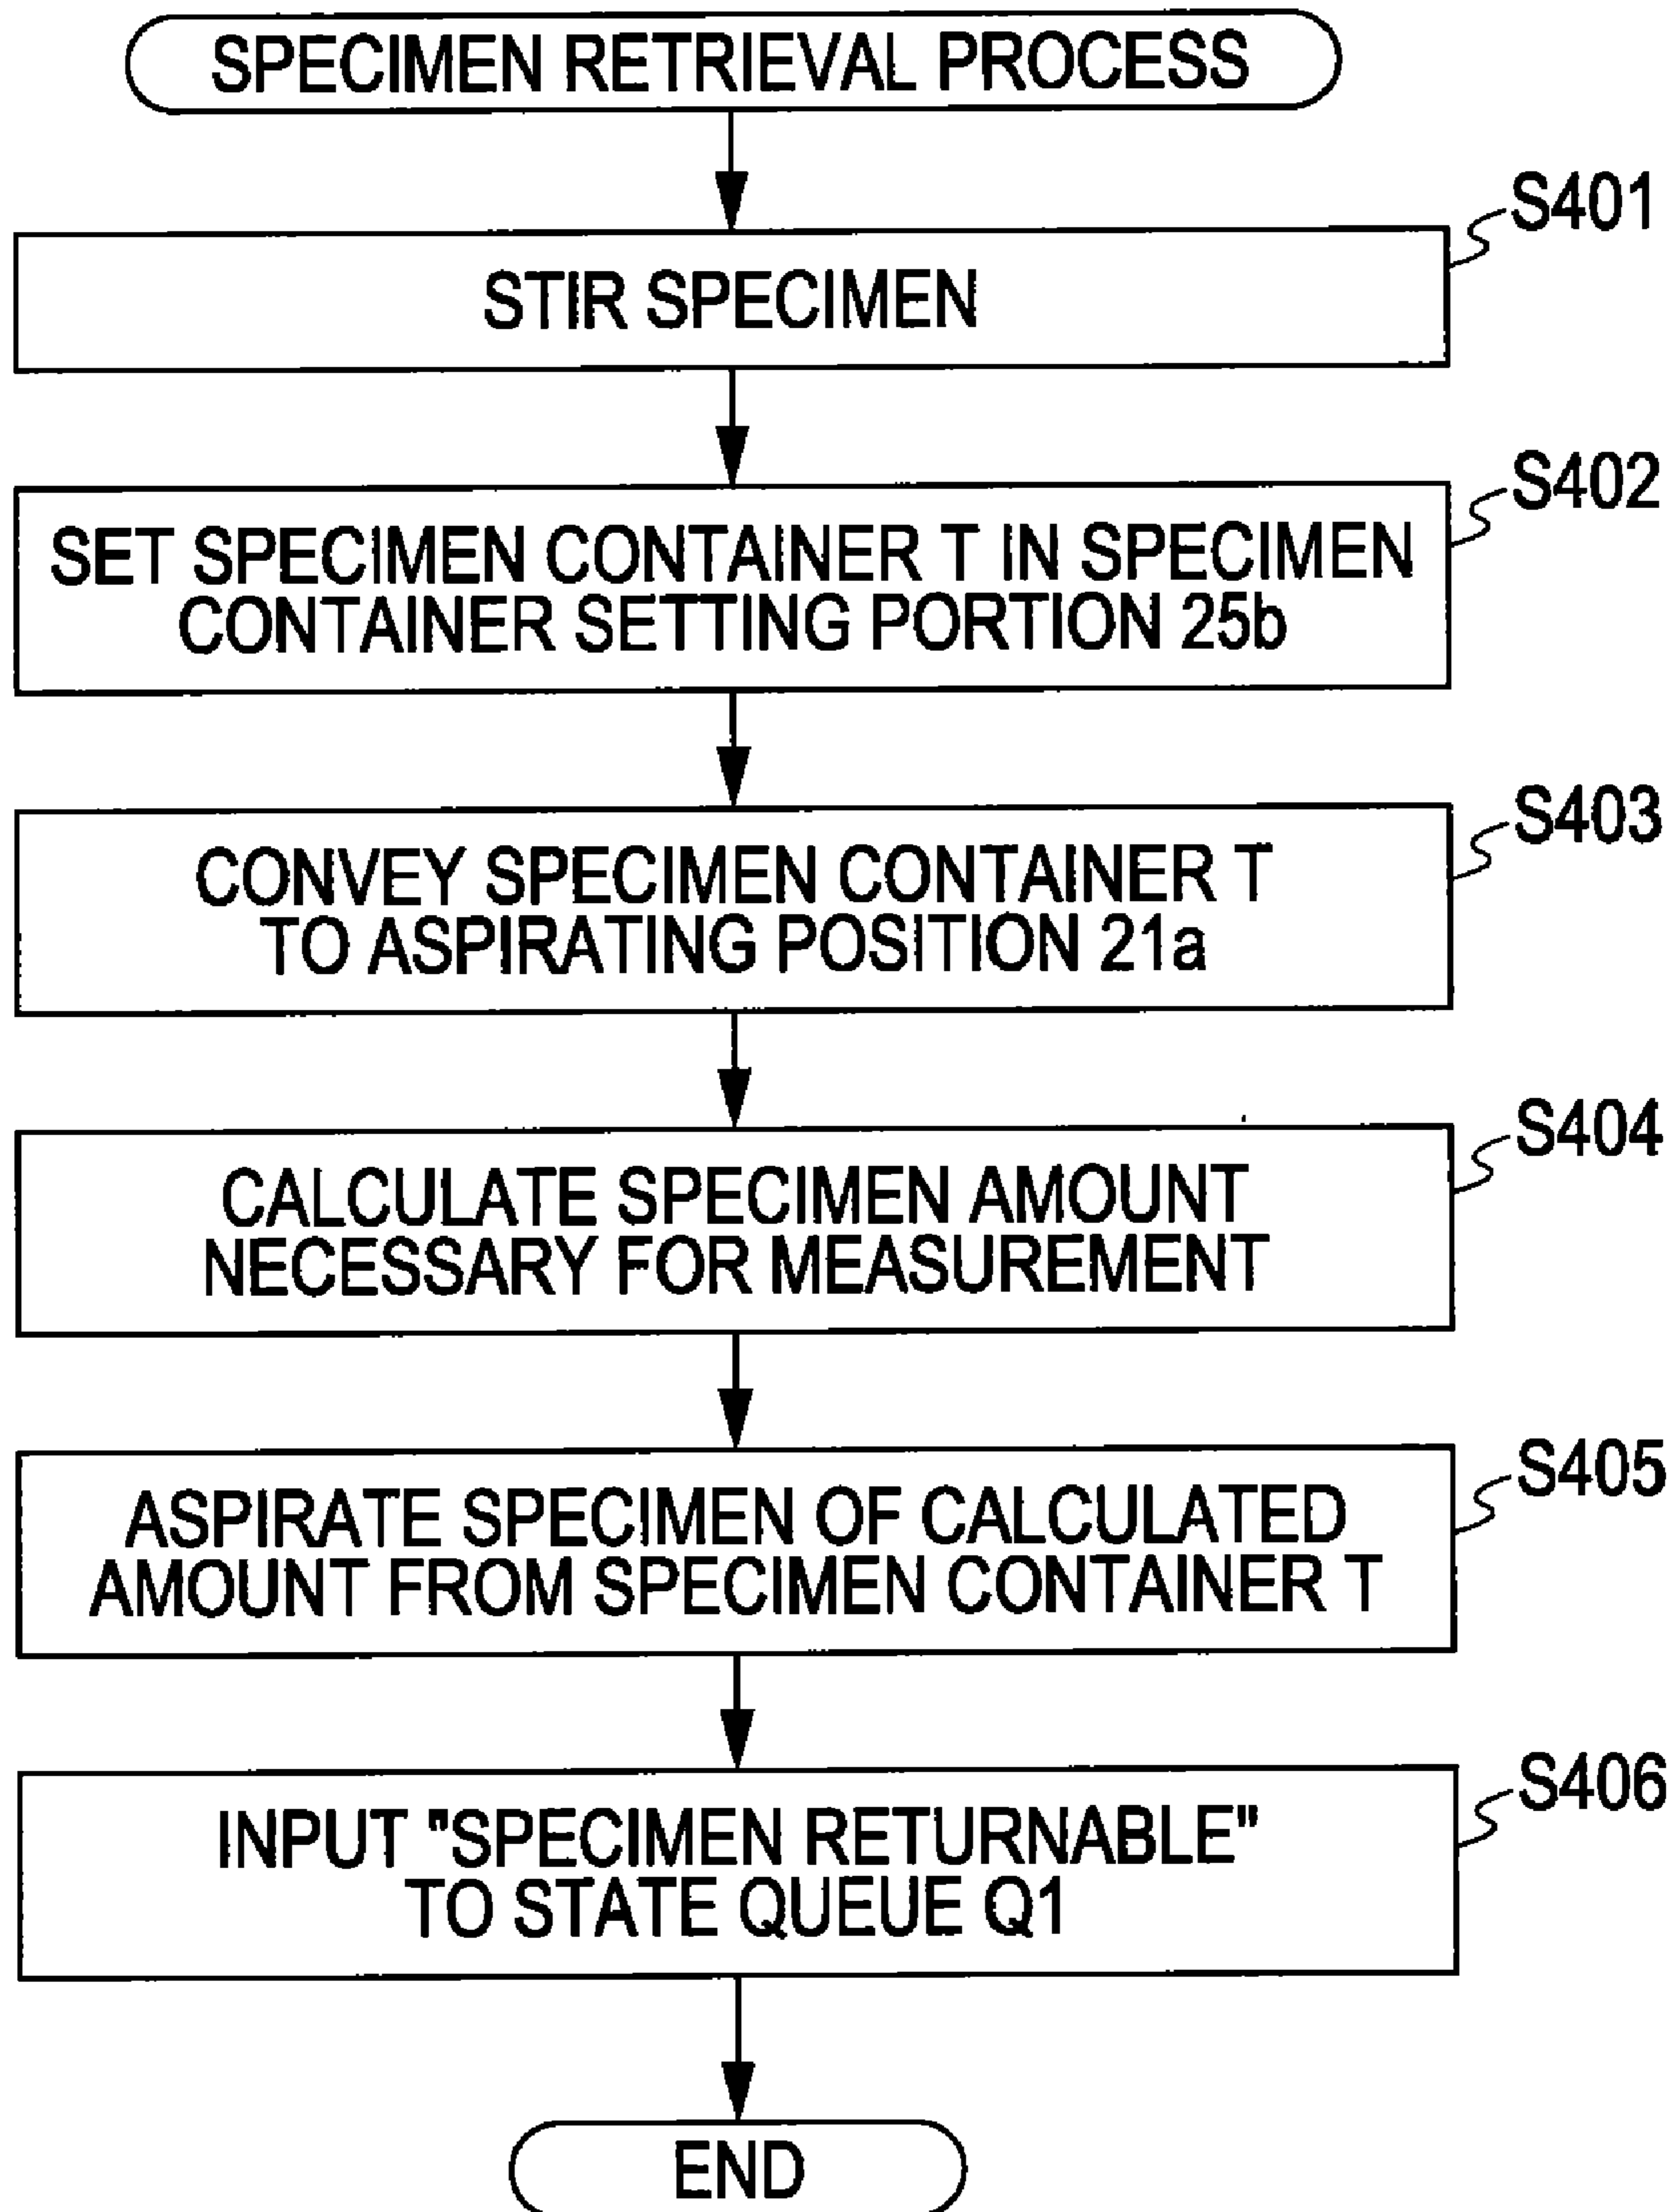 SPECIMEN RETRIEVAL PROCESS
S401
STIR SPECIMEN
S402
SET SPECIMEN CONTAINER T IN SPECIMEN
CONTAINER SETTING PORTION 25b
S403
CONVEY SPECIMEN CONTAINER T
TO ASPIRATING POSITION 21a
S404
CALCULATE SPECIMEN AMOUNT
NECESSARY FOR MEASUREMENT
S405
ASPIRATE SPECIMEN OF CALCULATED
AMOUNT FROM SPECIMEN CONTAINER T
S406
INPUT "SPECIMEN RETURNABLE"
TO STATE QUEUE Q1
END